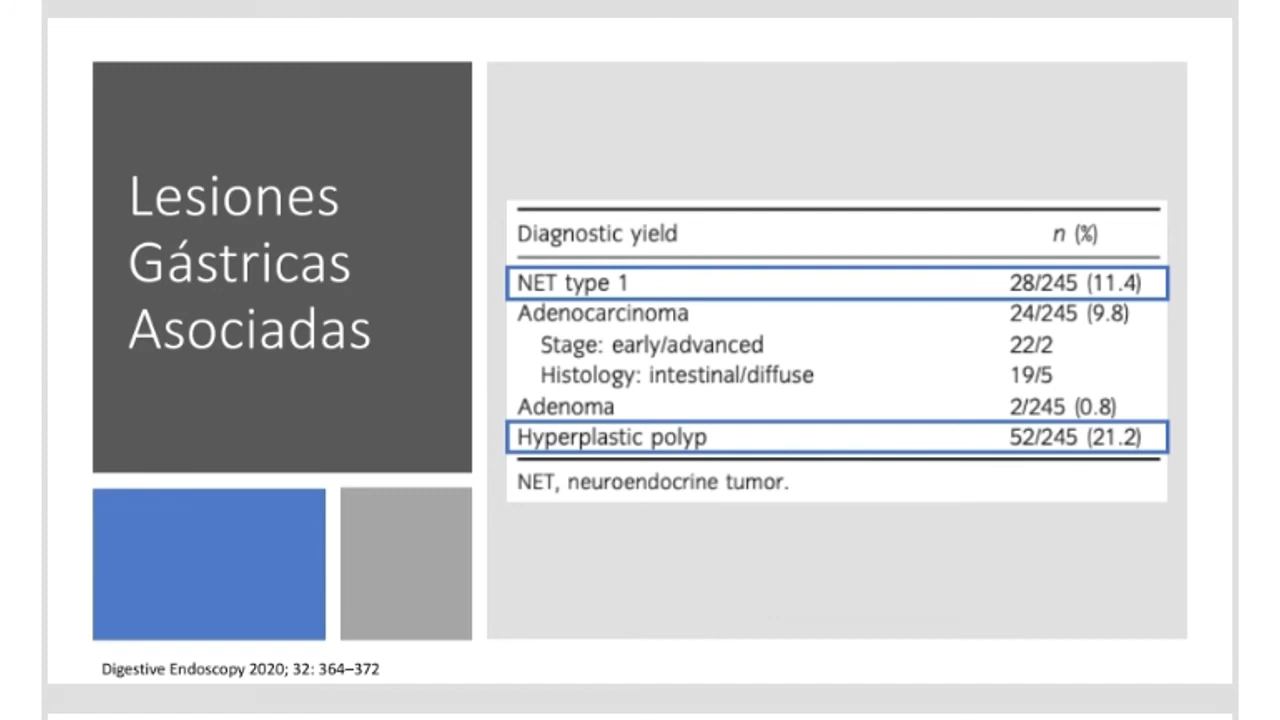 Lesiones
Gástricas
Asociadas
Diagnostic yield n (%)
NET type 1 28/245 (11.4)
Adenocarcinoma 24/245 (9.8)
Stage: early/advanced 22/2
Histology: intestinal/diffuse 19/5
Adenoma 2/245 (0.8)
Hyperplastic polyp 52/245 (21.2)
NET, neuroendocrine tumor.
Digestive Endoscopy 2020; 32: 364–372